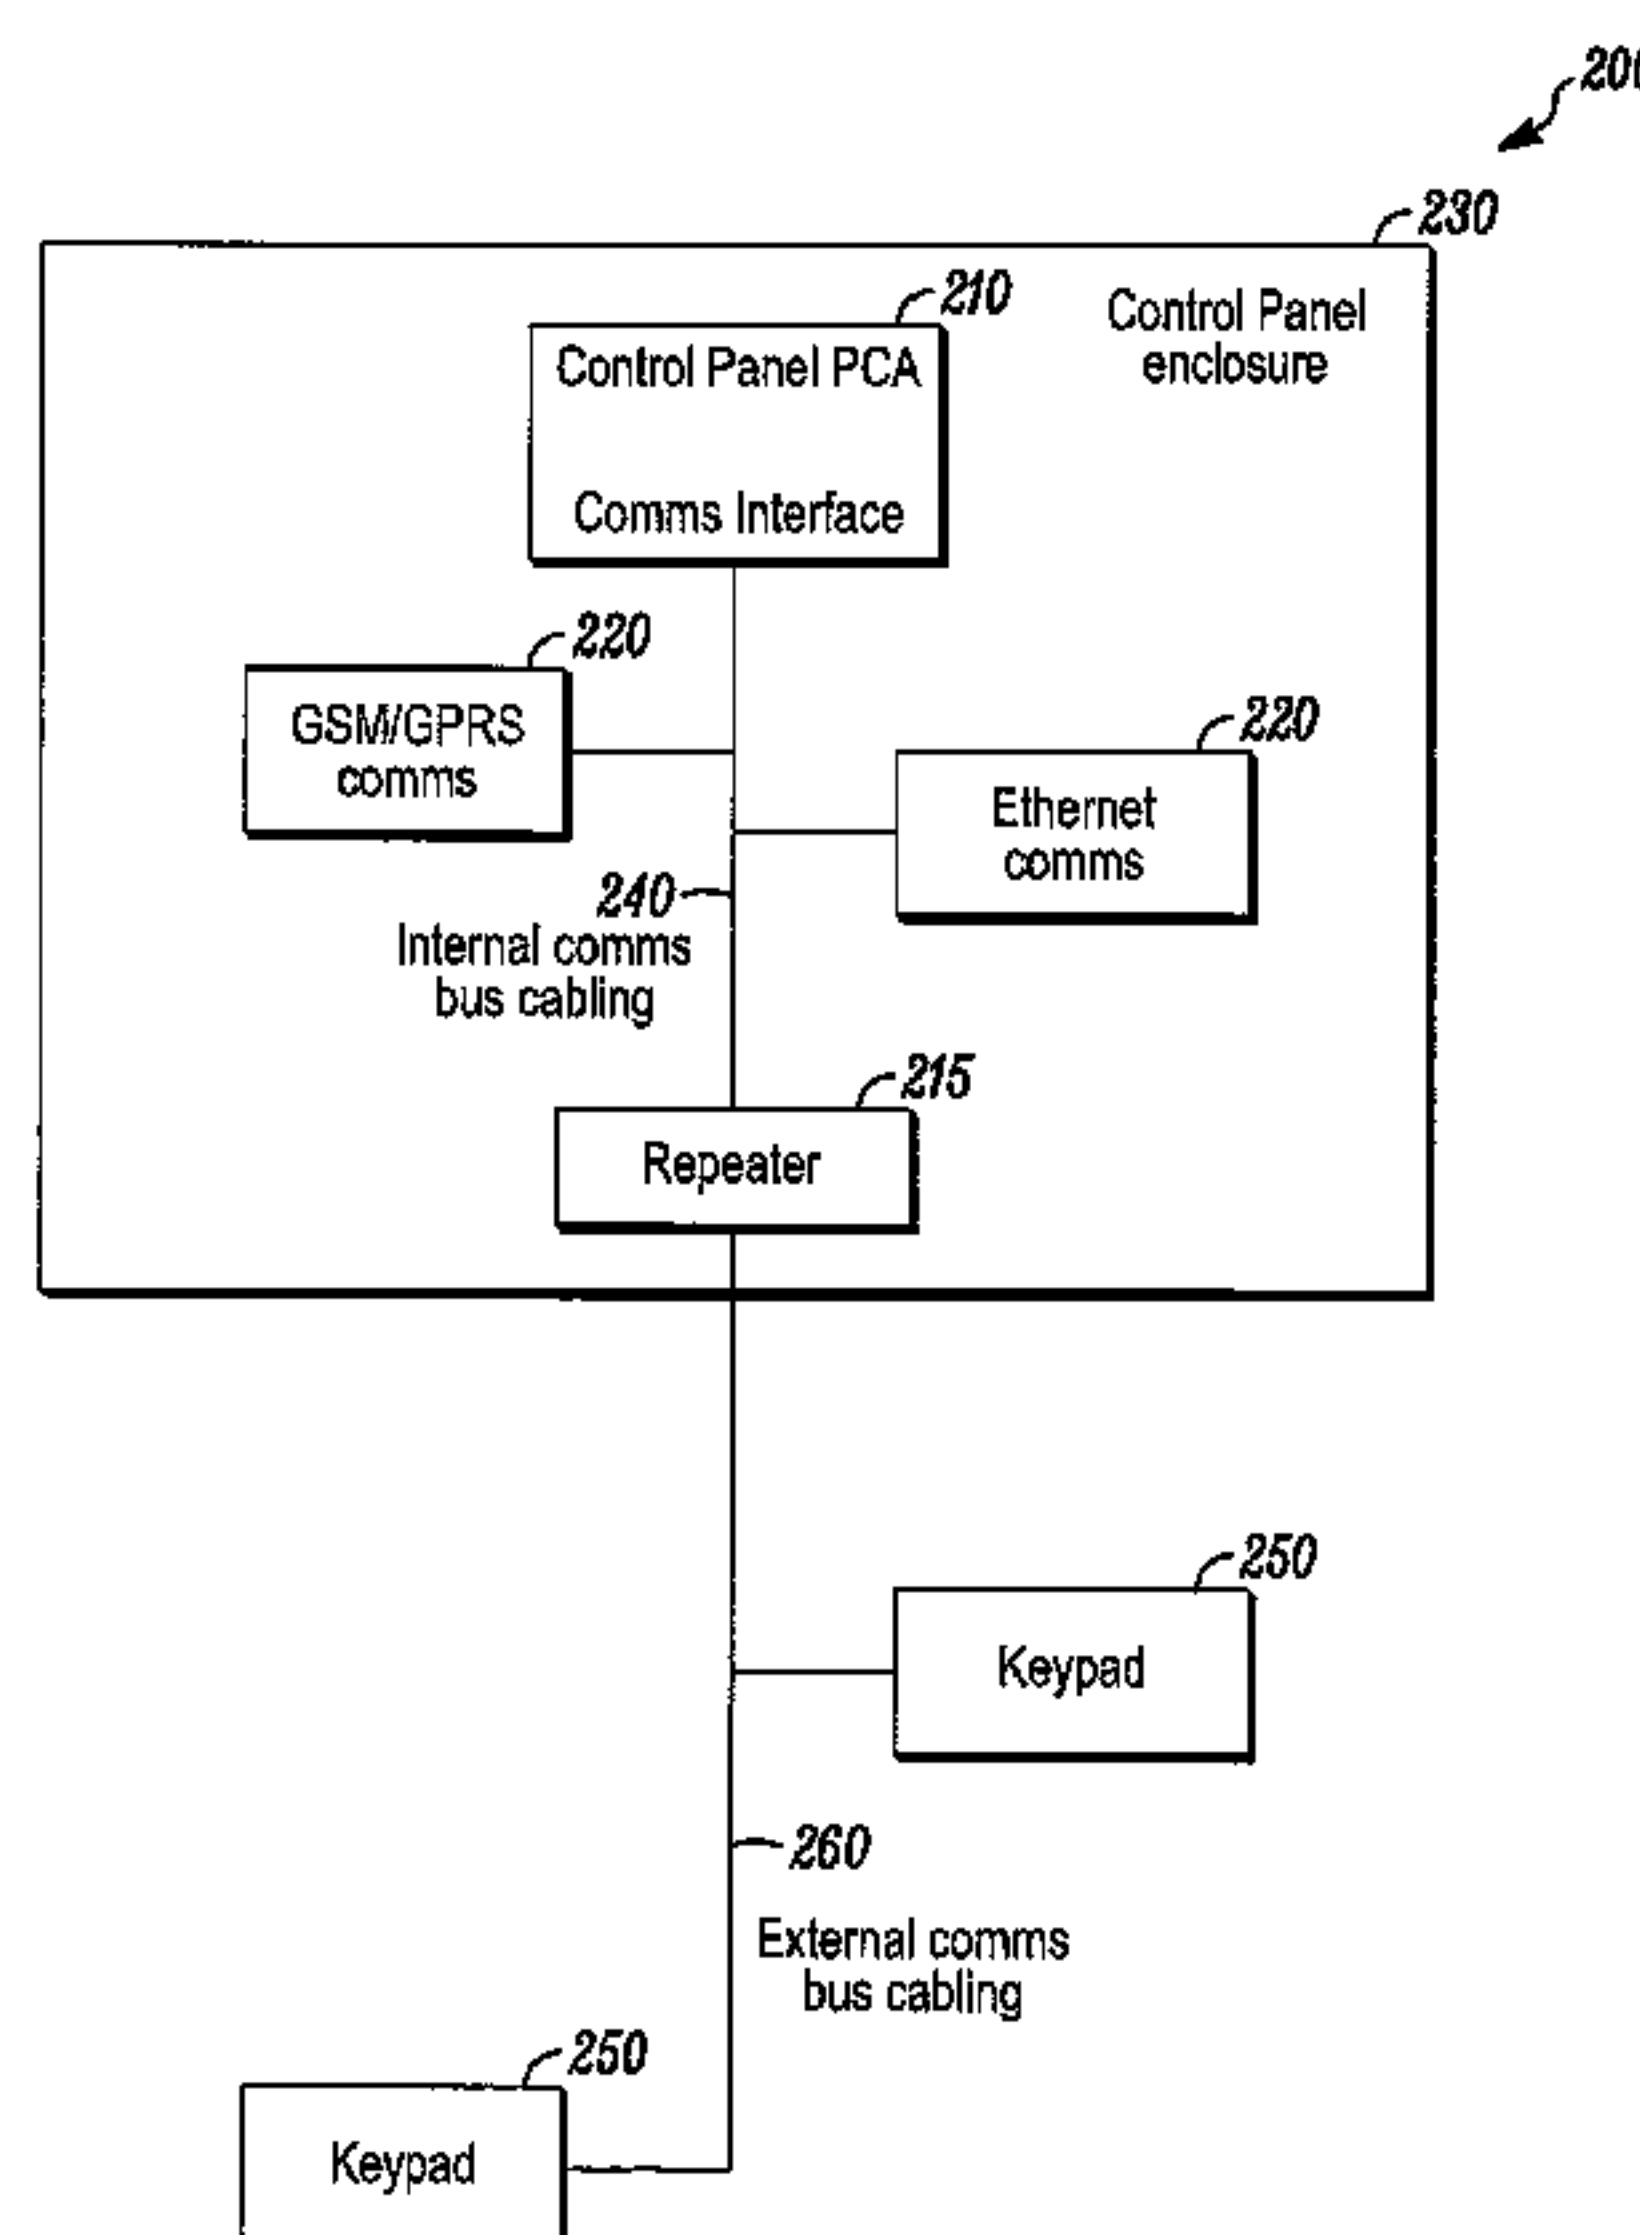 230
210
Control Panel
enclosure
Control Panel PCA
Comms Interface
220
GSM/GPRS
comms
220
Ethernet
comms
240
Internal comms
bus cabling
215
Repeater
250
Keypad
260
External comms
bus cabling
250
Keypad